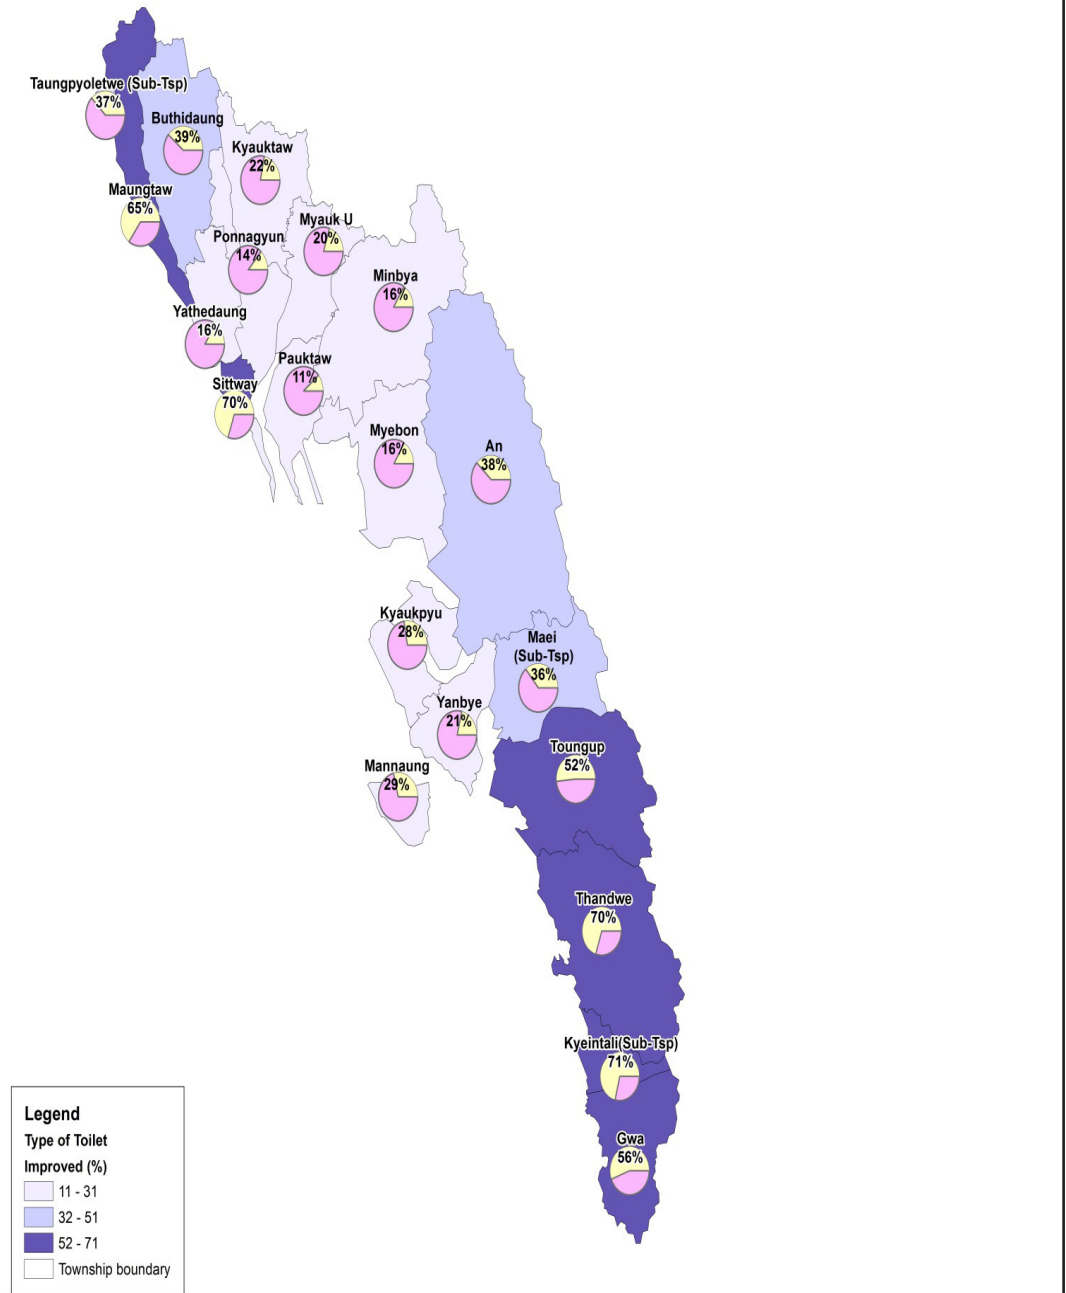 Taungpyoletwe (Sub-Tsp)
37%
Buthidaung
39%
Kyauktaw
22%
Maungtaw
65%
Myauk U
20%
Ponnagyun
14%
Minbya
16%
Yathedaung
16%
Pauktaw
11%
Sittway
70%
Myebon
16%
An
38%
Kyaukpyu
28%
Maei
(Sub-Tsp)
36%
Yanbye
21%
Toungup
52%
Mannaung
29%
Thandwe
70%
Kyeintali(Sub-Tsp)
71%
Gwa
56%
Legend
Type of Toilet
Improved (%)
11 - 31
32 - 51
52 - 71
Township boundary